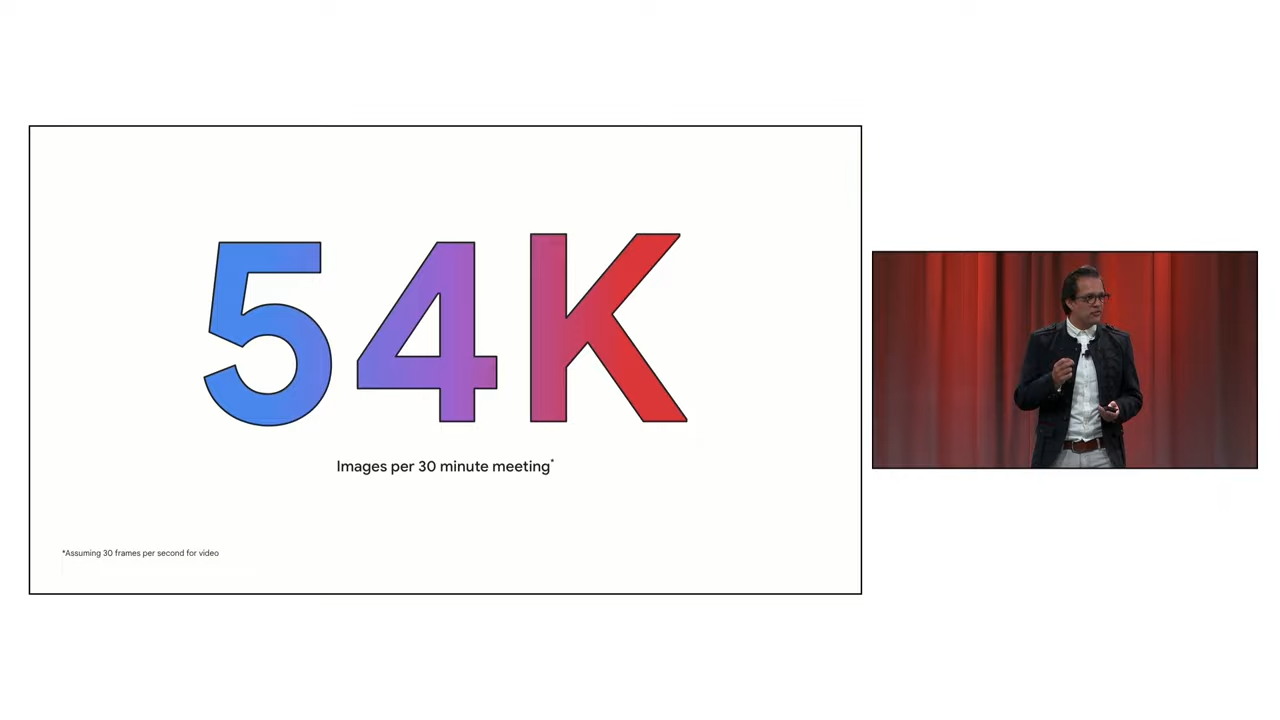 54K
Images per 30 minute meeting*
*Assuming 30 frames per second for video